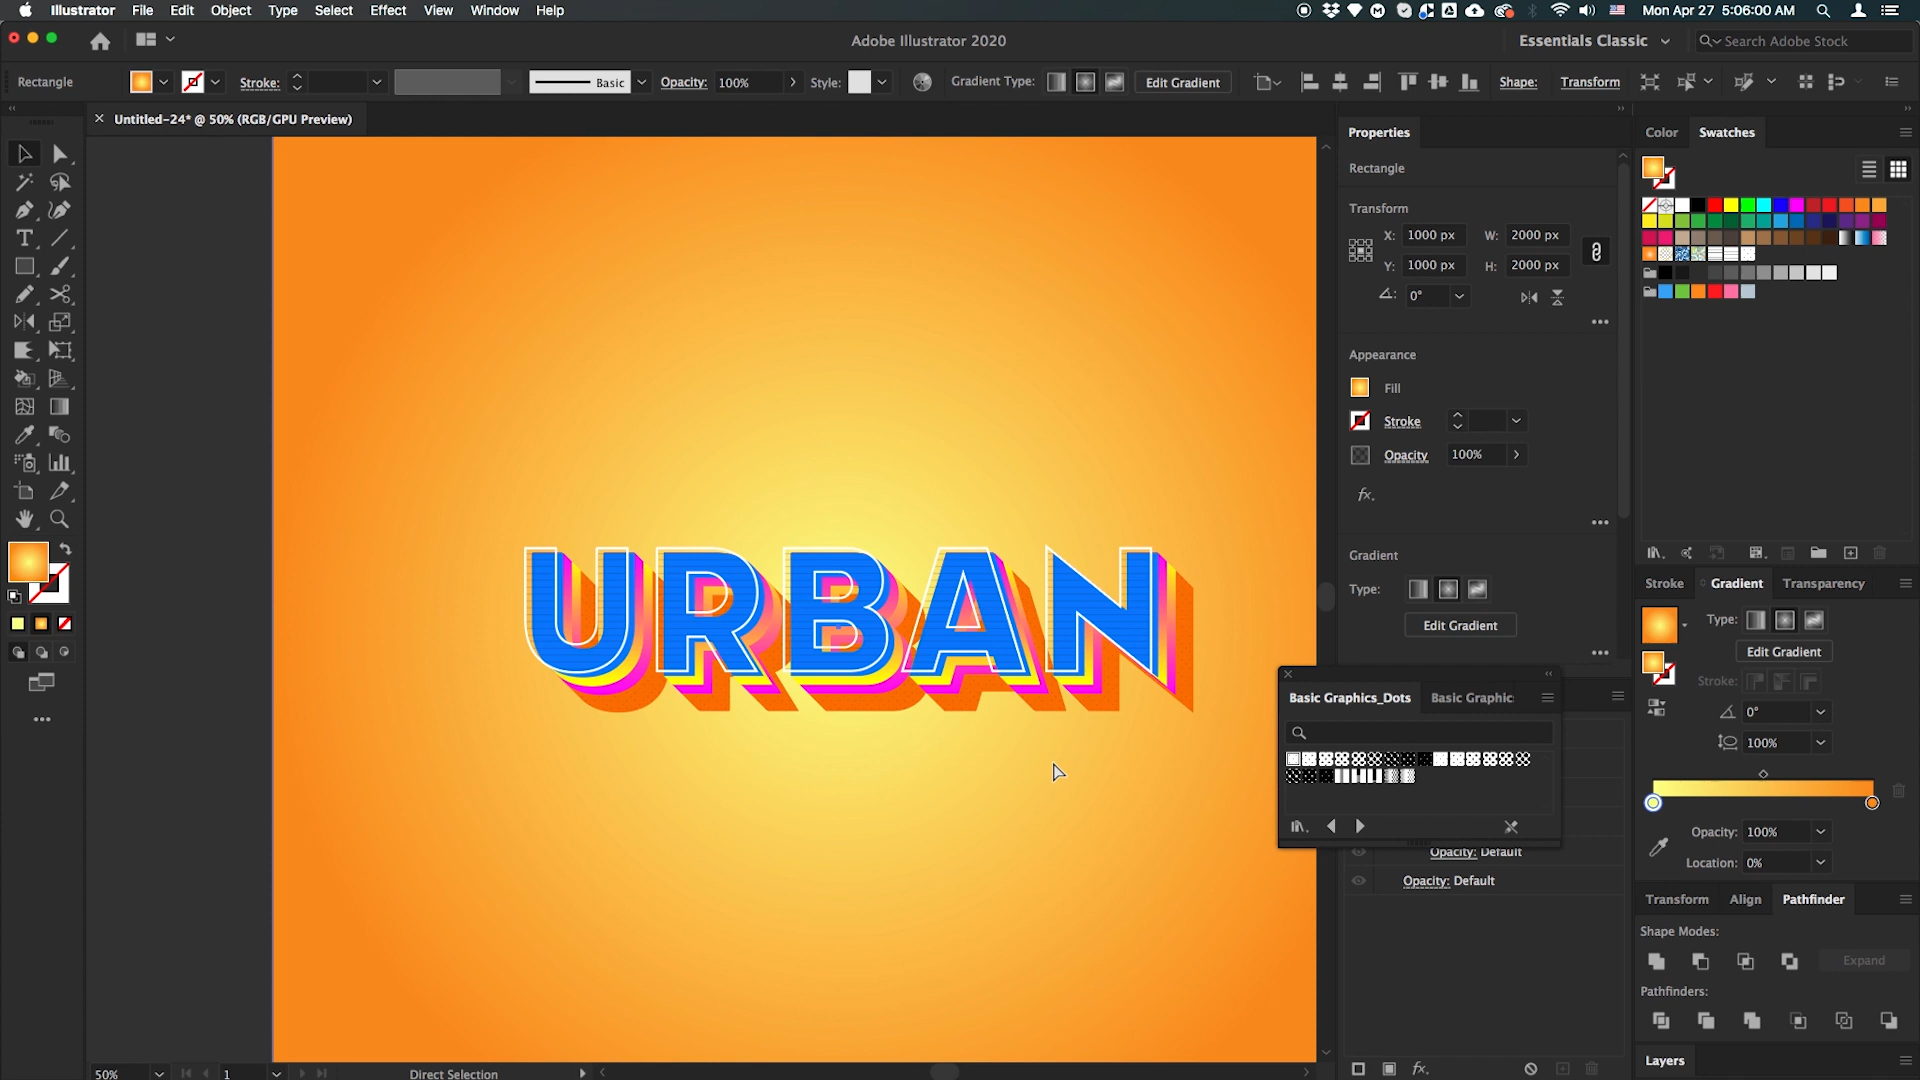 Illustrator File Edit Object Type Select Effect View Window Help
Mon Apr 27 5:06:00 AM
Essentials Classic
Search Adobe Stock
Adobe Illustrator 2020
Rectangle
Stroke:
Basic
Opacity: 100%
Style:
Gradient Type:
Edit Gradient
Shape:
Transform
Untitled-24* @ 50% (RGB/GPU Preview)
URBAN
Properties
Rectangle
Transform
X: 1000 px W: 2000 px
Y: 1000 px H: 2000 px
0°
Appearance
Fill
Stroke
Opacity 100%
fx.
Gradient
Type:
Edit Gradient
Basic Graphics_Dots Basic Graphic
Opacity: Default
Opacity: Default
fx.
Color Swatches
Stroke Gradient Transparency
Type:
Edit Gradient
Stroke:
0°
100%
Opacity: 100%
Location: 0%
Transform Align Pathfinder
Shape Modes:
Expand
Pathfinders:
Layers
50%
1
Direct Selection